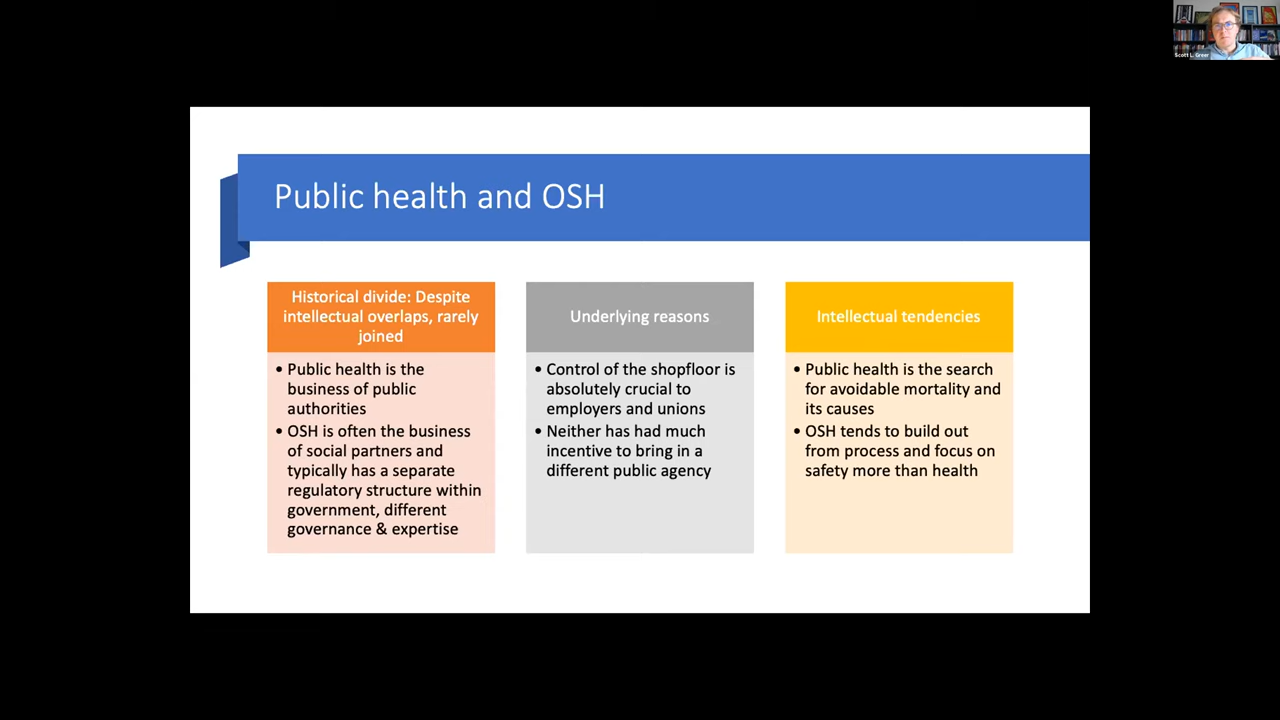 Scott L. Greer
Public health and OSH
Historical divide: Despite
intellectual overlaps, rarely
joined
• Public health is the
business of public
authorities
• OSH is often the business
of social partners and
typically has a separate
regulatory structure within
government, different
governance & expertise
Underlying reasons
• Control of the shopfloor is
absolutely crucial to
employers and unions
• Neither has had much
incentive to bring in a
different public agency
Intellectual tendencies
• Public health is the search
for avoidable mortality and
its causes
• OSH tends to build out
from process and focus on
safety more than health